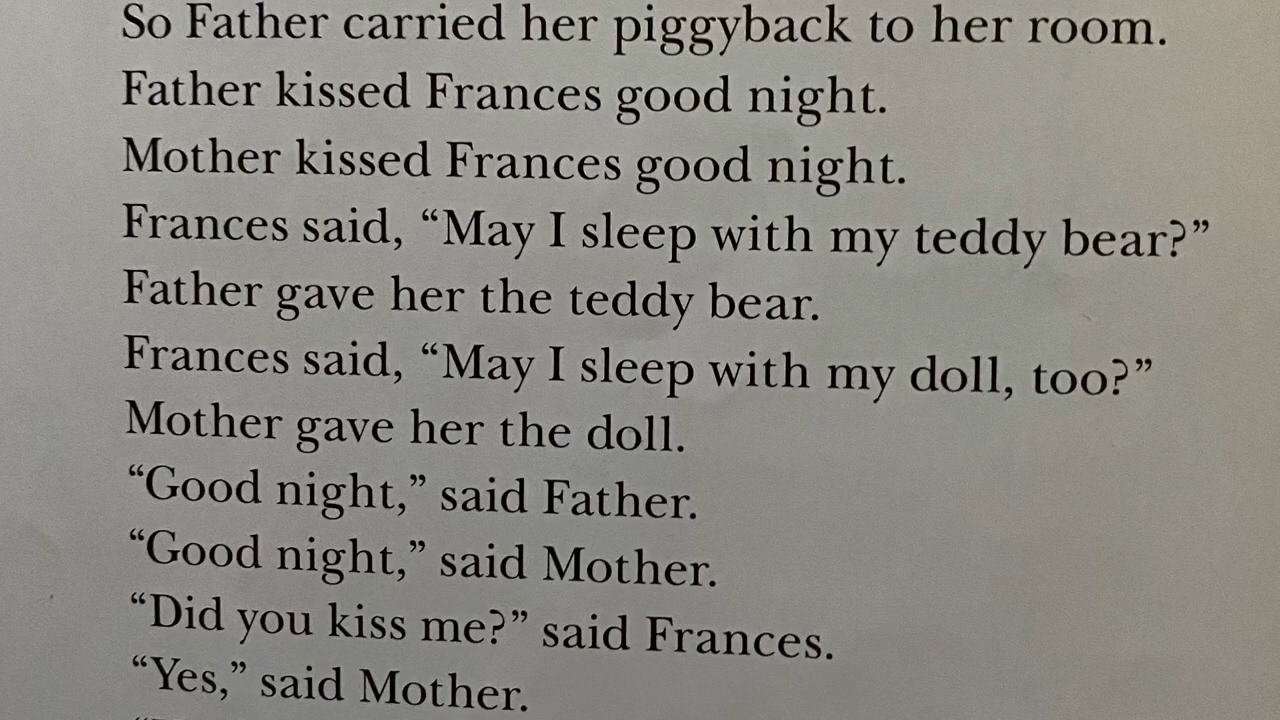 So Father carried her piggyback to her room.
Father kissed Frances good night.
Mother kissed Frances good night.
Frances said, “May I sleep with my teddy bear?”
Father gave her the teddy bear.
Frances said, “May I sleep with my doll, too?”
Mother gave her the doll.
“Good night,” said Father.
“Good night,” said Mother.
“Did you kiss me?” said Frances.
“Yes,” said Mother.